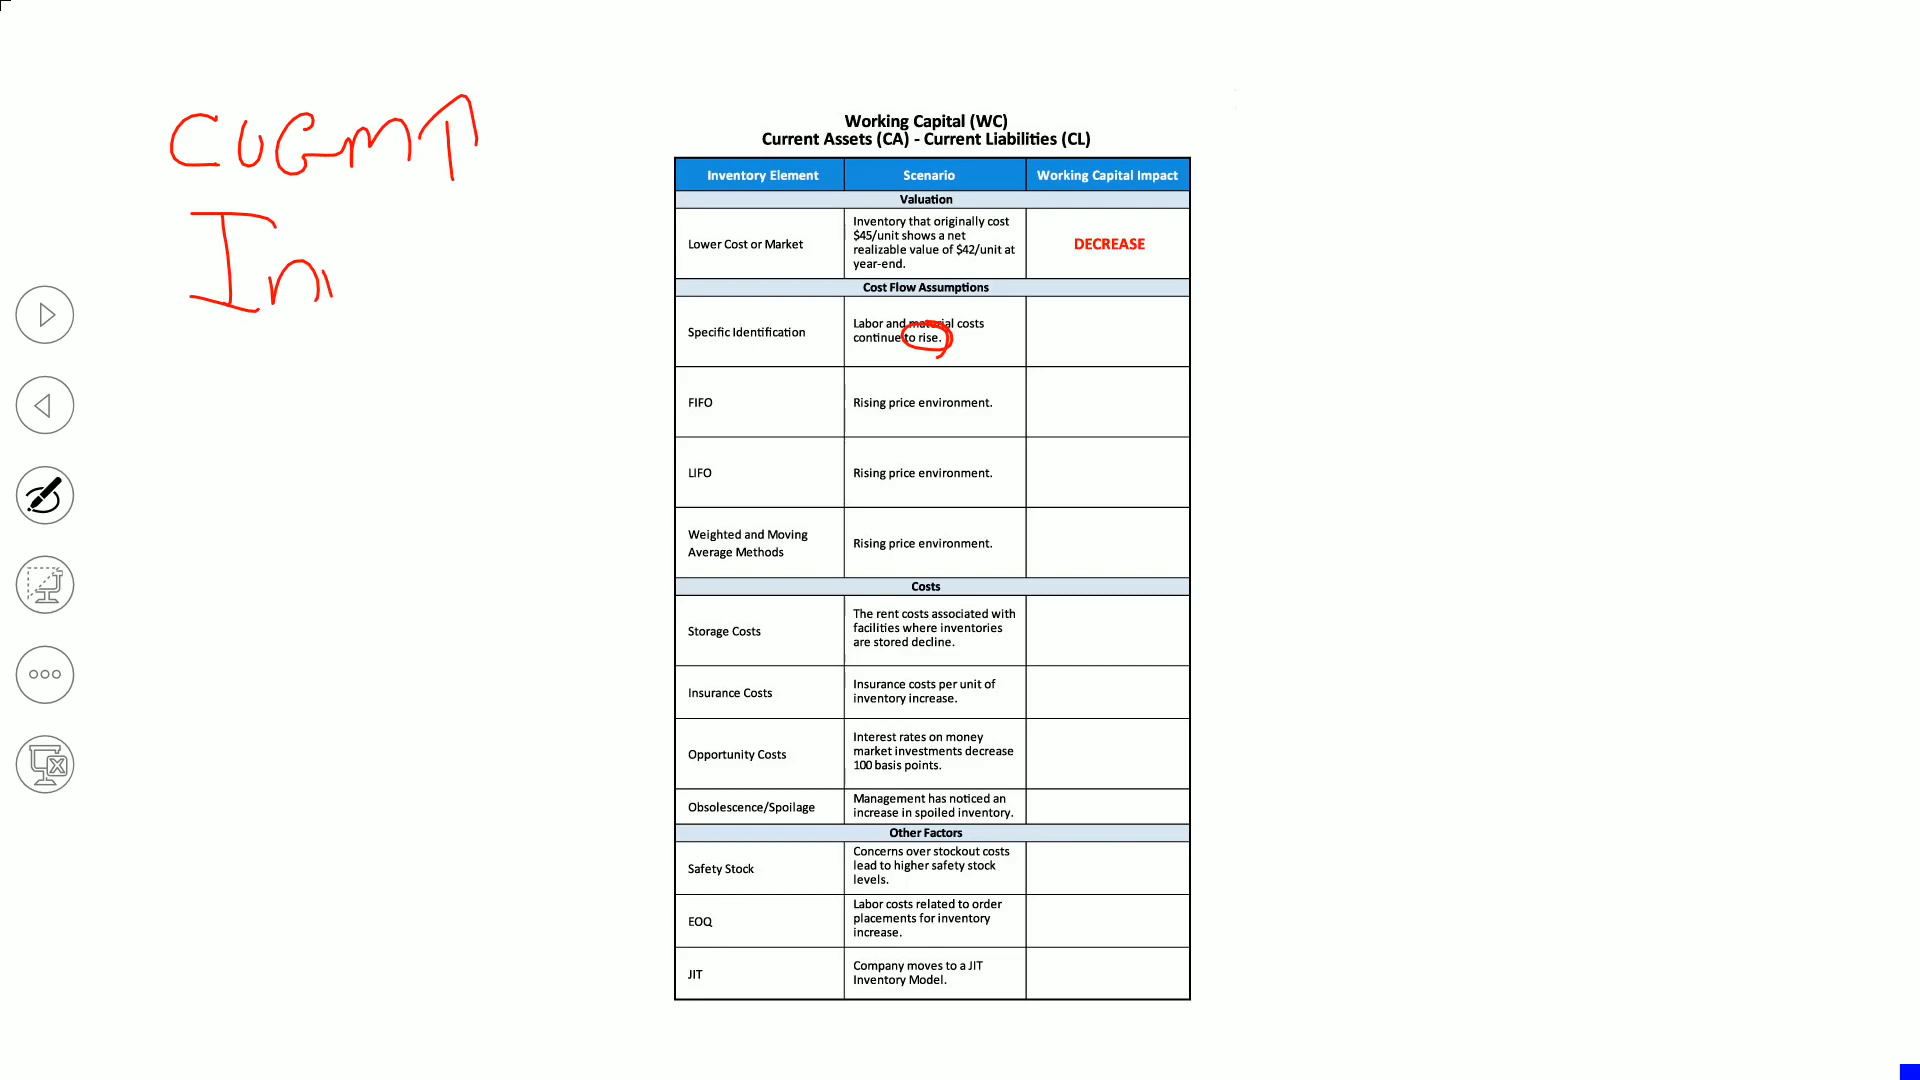 COGM ↑
In
Working Capital (WC)
Current Assets (CA) - Current Liabilities (CL)
Inventory Element Scenario Working Capital Impact
Valuation
Lower Cost or Market
Inventory that originally cost
$45/unit shows a net
realizable value of $42/unit at
year-end.
DECREASE
Cost Flow Assumptions
Specific Identification
Labor and material costs
continue to rise.
FIFO
Rising price environment.
LIFO
Rising price environment.
Weighted and Moving
Average Methods
Rising price environment.
Costs
Storage Costs
The rent costs associated with
facilities where inventories
are stored decline.
Insurance Costs
Insurance costs per unit of
inventory increase.
Opportunity Costs
Interest rates on money
market investments decrease
100 basis points.
Obsolescence/Spoilage
Management has noticed an
increase in spoiled inventory.
Other Factors
Safety Stock
Concerns over stockout costs
lead to higher safety stock
levels.
EOQ
Labor costs related to order
placements for inventory
increase.
JIT
Company moves to a JIT
Inventory Model.